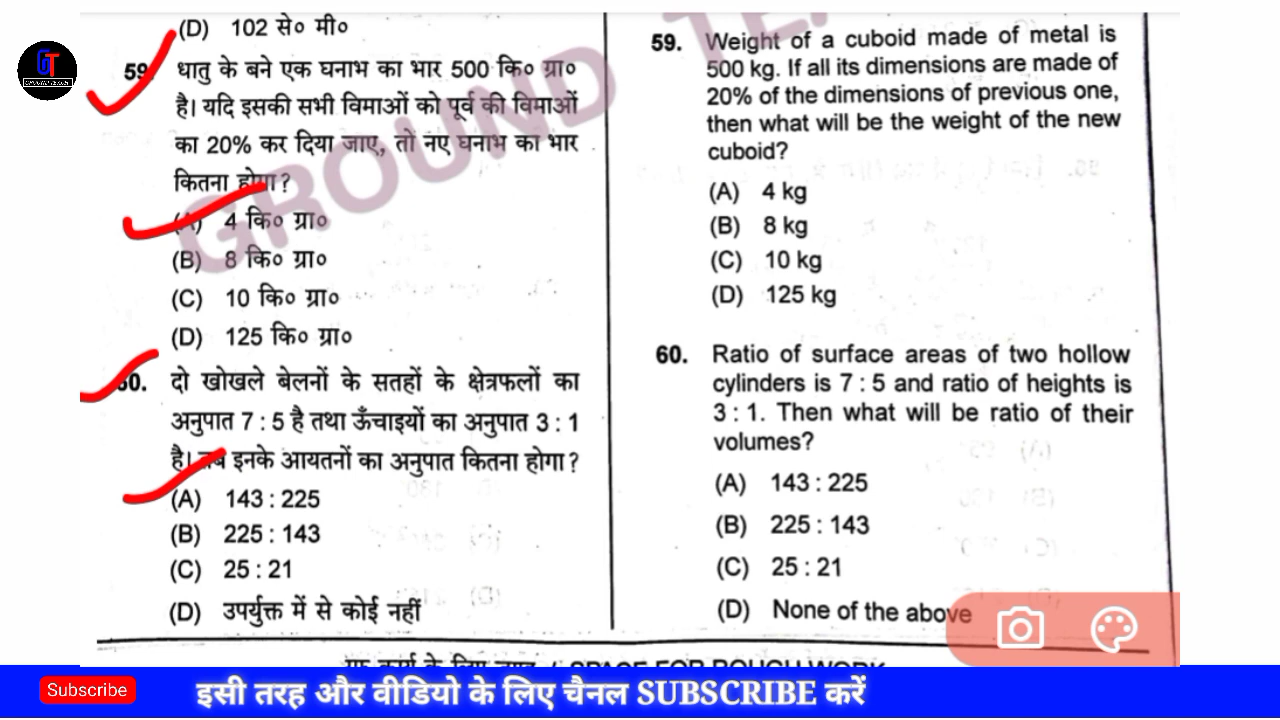 (D) 102 से० मी०
59. धातु के बने एक घनाभ का भार 500 कि० ग्रा०
है। यदि इसकी सभी विमाओं को पूर्व की विमाओं
का 20% कर दिया जाए, तो नए घनाभ का भार
कितना होगा?
(A) 4 कि० ग्रा०
(B) 8 कि० ग्रा०
(C) 10 कि० ग्रा०
(D) 125 कि० ग्रा०
60. दो खोखले बेलनों के सतहों के क्षेत्रफलों का
अनुपात 7 : 5 है तथा ऊँचाइयों का अनुपात 3 : 1
है। तब इनके आयतनों का अनुपात कितना होगा?
(A) 143 : 225
(B) 225 : 143
(C) 25 : 21
(D) उपर्युक्त में से कोई नहीं
59. Weight of a cuboid made of metal is
500 kg. If all its dimensions are made of
20% of the dimensions of previous one,
then what will be the weight of the new
cuboid?
(A) 4 kg
(B) 8 kg
(C) 10 kg
(D) 125 kg
60. Ratio of surface areas of two hollow
cylinders is 7 : 5 and ratio of heights is
3 : 1. Then what will be ratio of their
volumes?
(A) 143 : 225
(B) 225 : 143
(C) 25 : 21
(D) None of the above
/ SPACE FOR ROUGH WORK
GROUND
GT
Subscribe
इसी तरह और वीडियो के लिए चैनल SUBSCRIBE करें